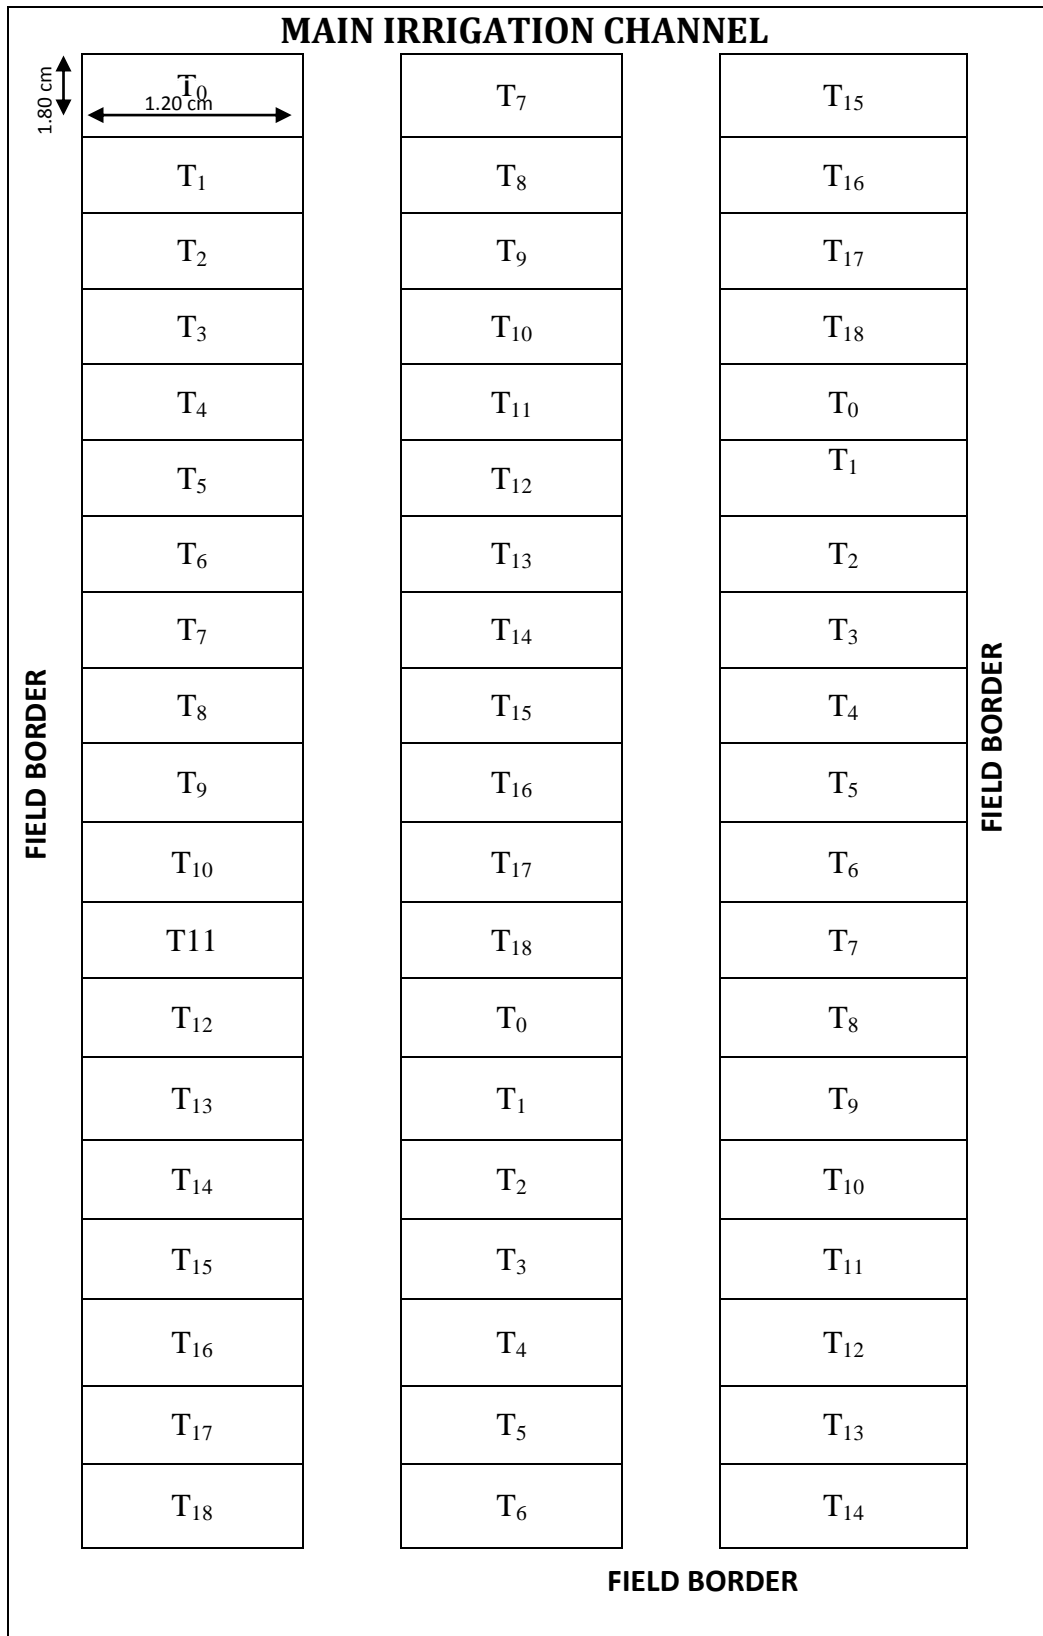 MAIN IRRIGATION CHANNEL
1.80 cm
T₀ T₇ T₁₅
1.20 cm
T₁ T₈ T₁₆
T₂ T₉ T₁₇
T₃ T₁₀ T₁₈
T₄ T₁₁ T₀
T₅ T₁₂ T₁
T₆ T₁₃ T₂
T₇ T₁₄ T₃
T₈ T₁₅ T₄
T₉ T₁₆ T₅
T₁₀ T₁₇ T₆
T11 T₁₈ T₇
T₁₂ T₀ T₈
T₁₃ T₁ T₉
T₁₄ T₂ T₁₀
T₁₅ T₃ T₁₁
T₁₆ T₄ T₁₂
T₁₇ T₅ T₁₃
T₁₈ T₆ T₁₄
FIELD BORDER
FIELD BORDER
FIELD BORDER